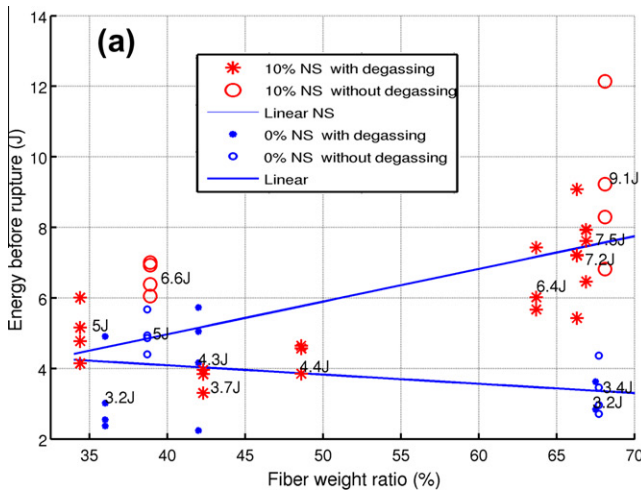 (a)
10% NS with degassing
10% NS without degassing
Linear NS
0% NS with degassing
0% NS without degassing
Linear
Energy before rupture (J)
14
12
10
8
6
4
2
9.1J
7.5J
7.2J
6.6J
6.4J
5J
5J
4.3J
4.4J
3.7J
3.2J
3.4J
3.2J
35 40 45 50 55 60 65 70
Fiber weight ratio (%)